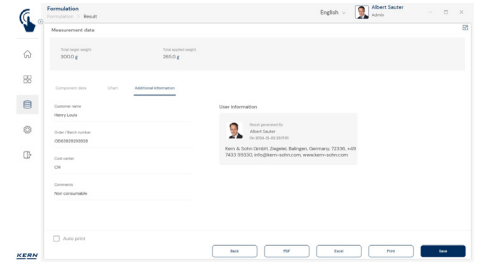 Formulation
Formulation > Result
English
Albert Sauter
Admin
Measurement data
Total target weight
300,0 g
Total applied weight
265,0 g
Component data
Chart
Additional information
Customer name
Henry Louis
User information
Result generated by
Albert Sauter
Order / Batch number
OD69828269828
Kern & Sohn GmbH, Ziegelei, Balingen, Germany, 72336, +49
7433 99330, info@kern-sohn.com, www.kern-sohn.com
Cost center
CN
Comments
Non consumable
Auto print
Back
PDF
Excel
Print
Save
KERN